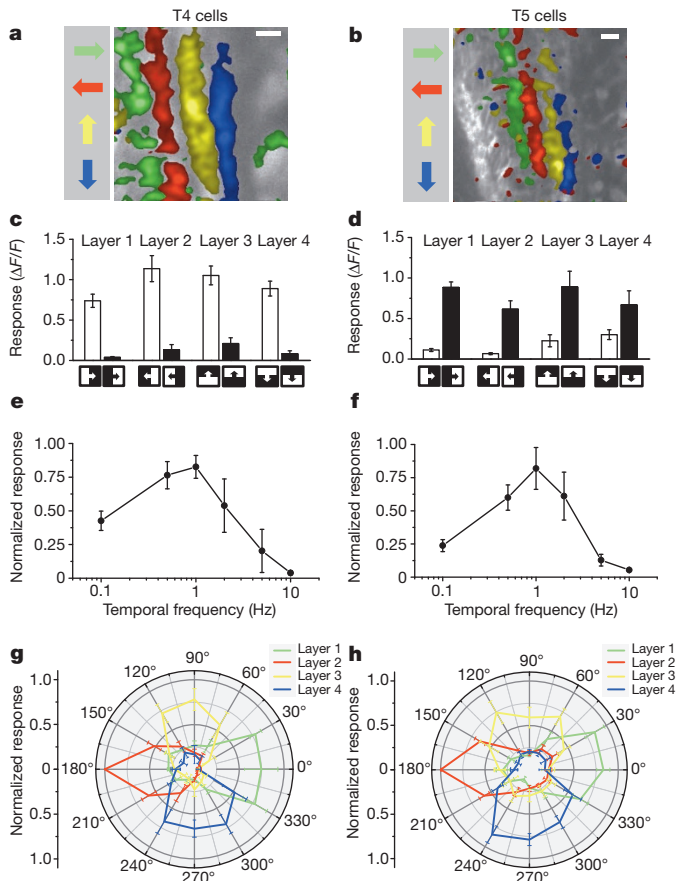 T4 cells
T5 cells
a
b
c
Layer 1 Layer 2 Layer 3 Layer 4
Response (ΔF/F)
1.5
1.0
0.5
0.0
d
Layer 1 Layer 2 Layer 3 Layer 4
Response (ΔF/F)
1.5
1.0
0.5
0.0
e
Normalized response
1.00
0.75
0.50
0.25
0
0.1 1 10
Temporal frequency (Hz)
f
Normalized response
1.00
0.75
0.50
0.25
0
0.1 1 10
Temporal frequency (Hz)
g
Layer 1
Layer 2
Layer 3
Layer 4
Normalized response
1.0
0.5
0
0.5
1.0
90°
120° 60°
150° 30°
180° 0°
210° 330°
240° 300°
270°
h
Layer 1
Layer 2
Layer 3
Layer 4
Normalized response
1.0
0.5
0
0.5
1.0
90°
120° 60°
150° 30°
180° 0°
210° 330°
240° 300°
270°